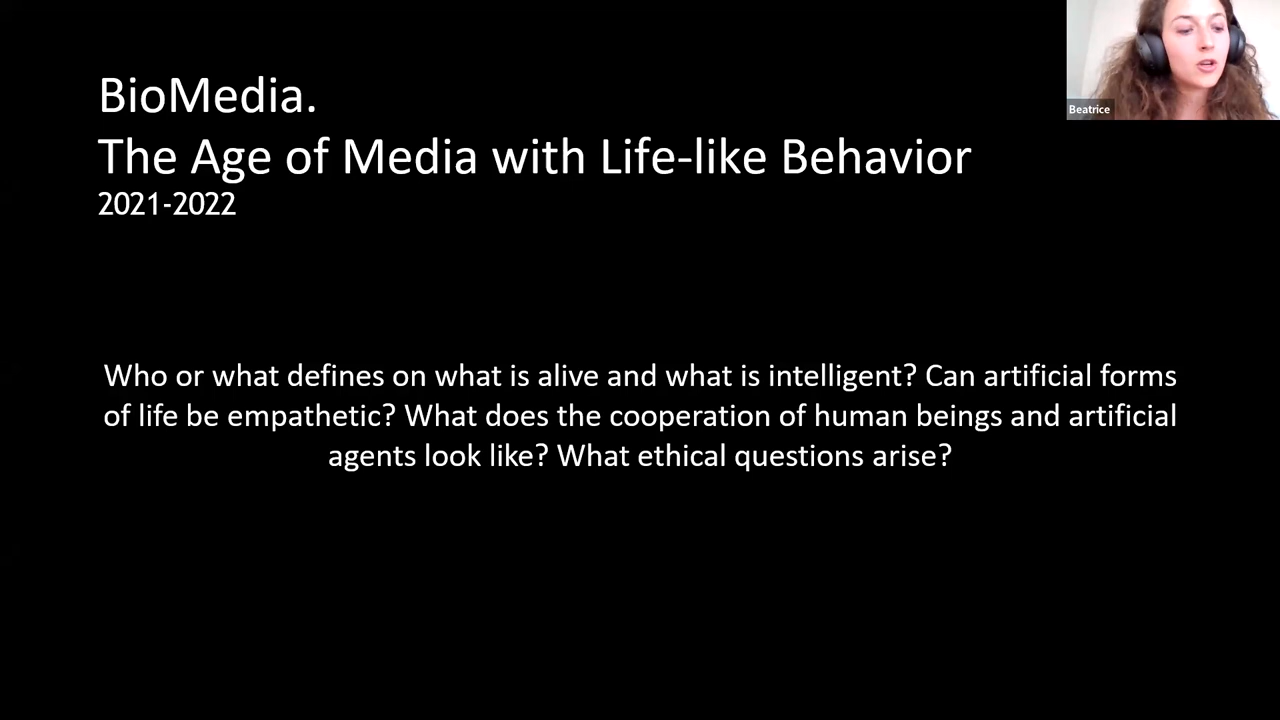 BioMedia.
The Age of Media with Life-like Behavior
2021-2022
Beatrice
Who or what defines on what is alive and what is intelligent? Can artificial forms
of life be empathetic? What does the cooperation of human beings and artificial
agents look like? What ethical questions arise?